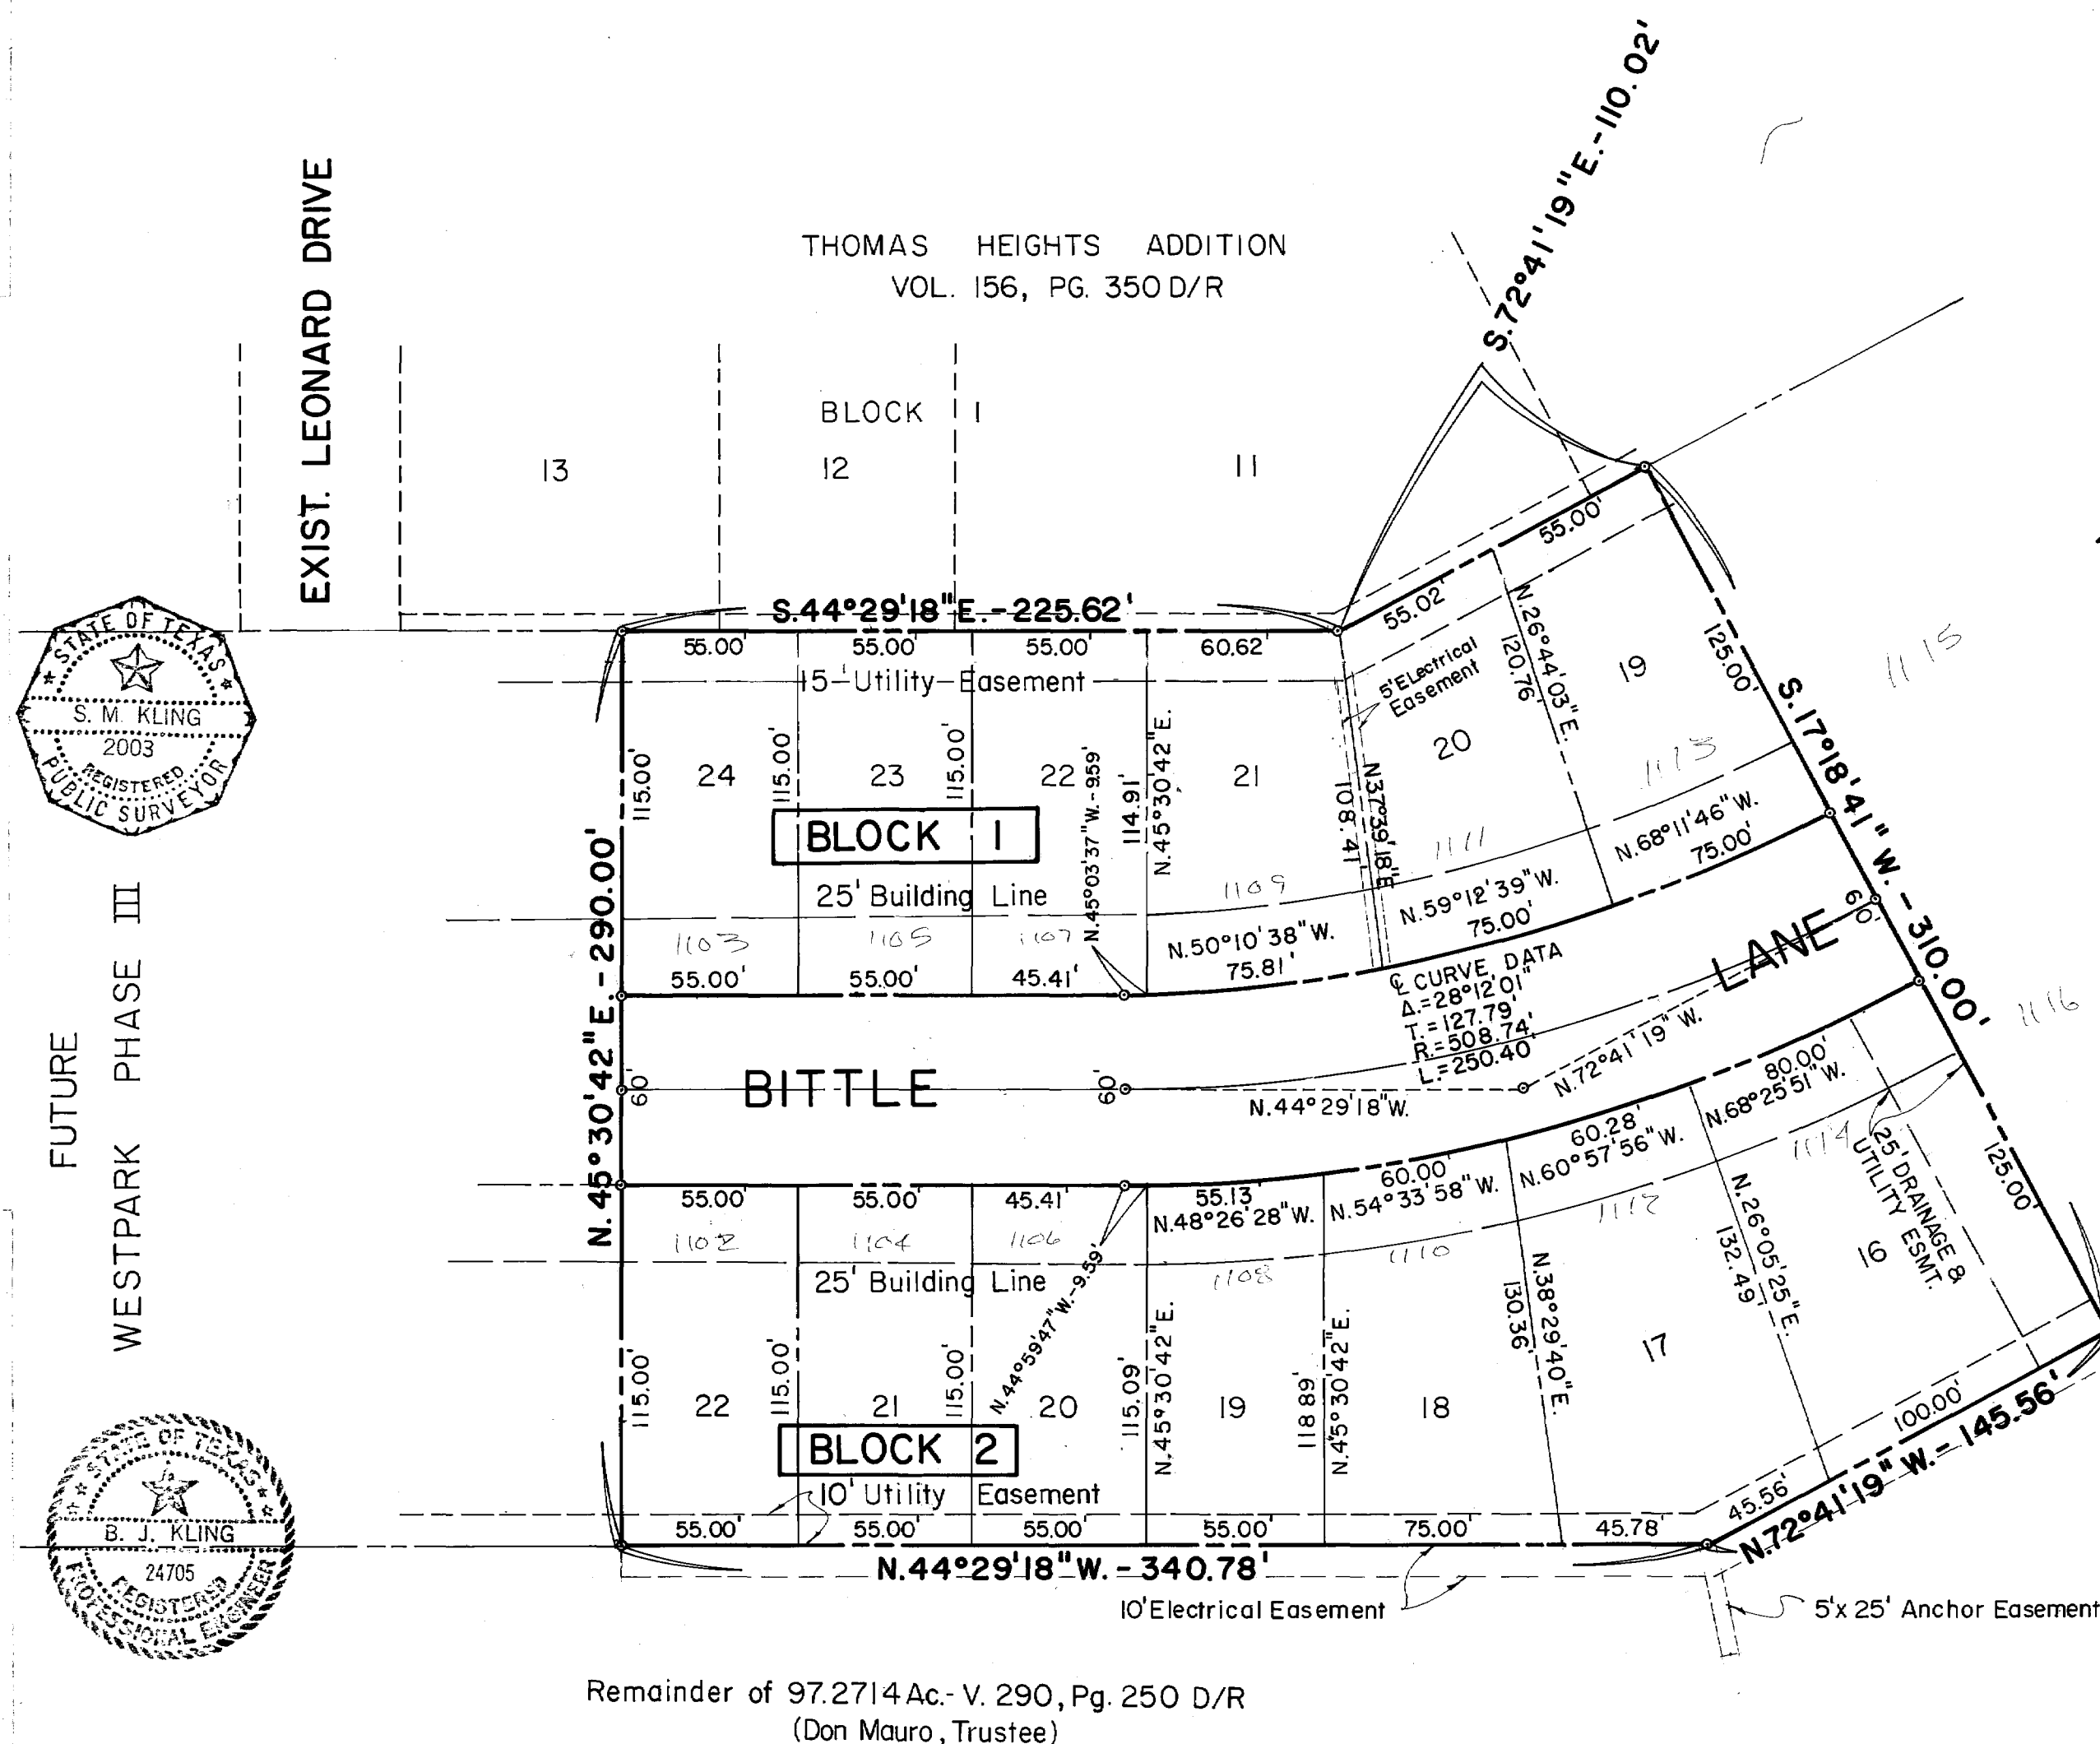 S.72°41'19"E.-110.02'
EXIST. LEONARD DRIVE
THOMAS HEIGHTS ADDITION
VOL. 156, PG. 350 D/R
BLOCK 1
13
12
11
S.44°29'18"E.-225.62'
55.00'
55.00'
55.00'
60.62'
55.02'
55.00'
15' Utility Easement
5' Electrical
Easement
N.26°44'03"E.
120.76'
19
125.00'
S.17°18'41"W.-310.00'
1115
STATE OF TEXAS
S. M. KLING
2003
REGISTERED
PUBLIC SURVEYOR
115.00'
24
115.00'
23
115.00'
22
N.45°03'37"W.-9.59'
114.91'
N.45°30'42"E.
21
108.41'
N37°39'18"E
20
1113
1111
1109
BLOCK 1
25' Building Line
1103
1105
1107
N.50°10'38"W.
75.81'
N.59°12'39"W.
75.00'
N.68°11'46"W.
75.00'
55.00'
55.00'
45.41'
N.45°30'42"E.-290.00'
FUTURE
WESTPARK PHASE III
BITTLE LANE
60'
60'
60'
℄ CURVE DATA
Δ.=28°12'01"
T.=127.79'
R.=508.74'
L.=250.40'
N.72°41'19"W.
N.44°29'18"W.
1116
55.00'
55.00'
45.41'
55.13'
N.48°26'28"W.
60.00'
N.54°33'58"W.
60.28'
N.60°57'56"W.
80.00'
N.68°25'51"W.
1102
1104
1106
1108
1110
1112
1114
25' DRAINAGE &
UTILITY ESMT.
125.00'
25' Building Line
N.44°59'47"W.-9.59'
115.00'
22
115.00'
21
115.00'
20
115.09'
N.45°30'42"E.
19
118.89'
N.45°30'42"E.
18
130.36'
N.38°29'40"E.
17
132.49'
N.26°05'25"E.
16
BLOCK 2
10' Utility Easement
55.00'
55.00'
55.00'
55.00'
75.00'
45.78'
45.56'
100.00'
N.72°41'19"W.-145.56'
N.44°29'18"W.-340.78'
10' Electrical Easement
5'x 25' Anchor Easement
STATE OF TEXAS
B. J. KLING
24705
REGISTERED
PROFESSIONAL ENGINEER
Remainder of 97.2714 Ac.- V. 290, Pg. 250 D/R
(Don Mauro, Trustee)